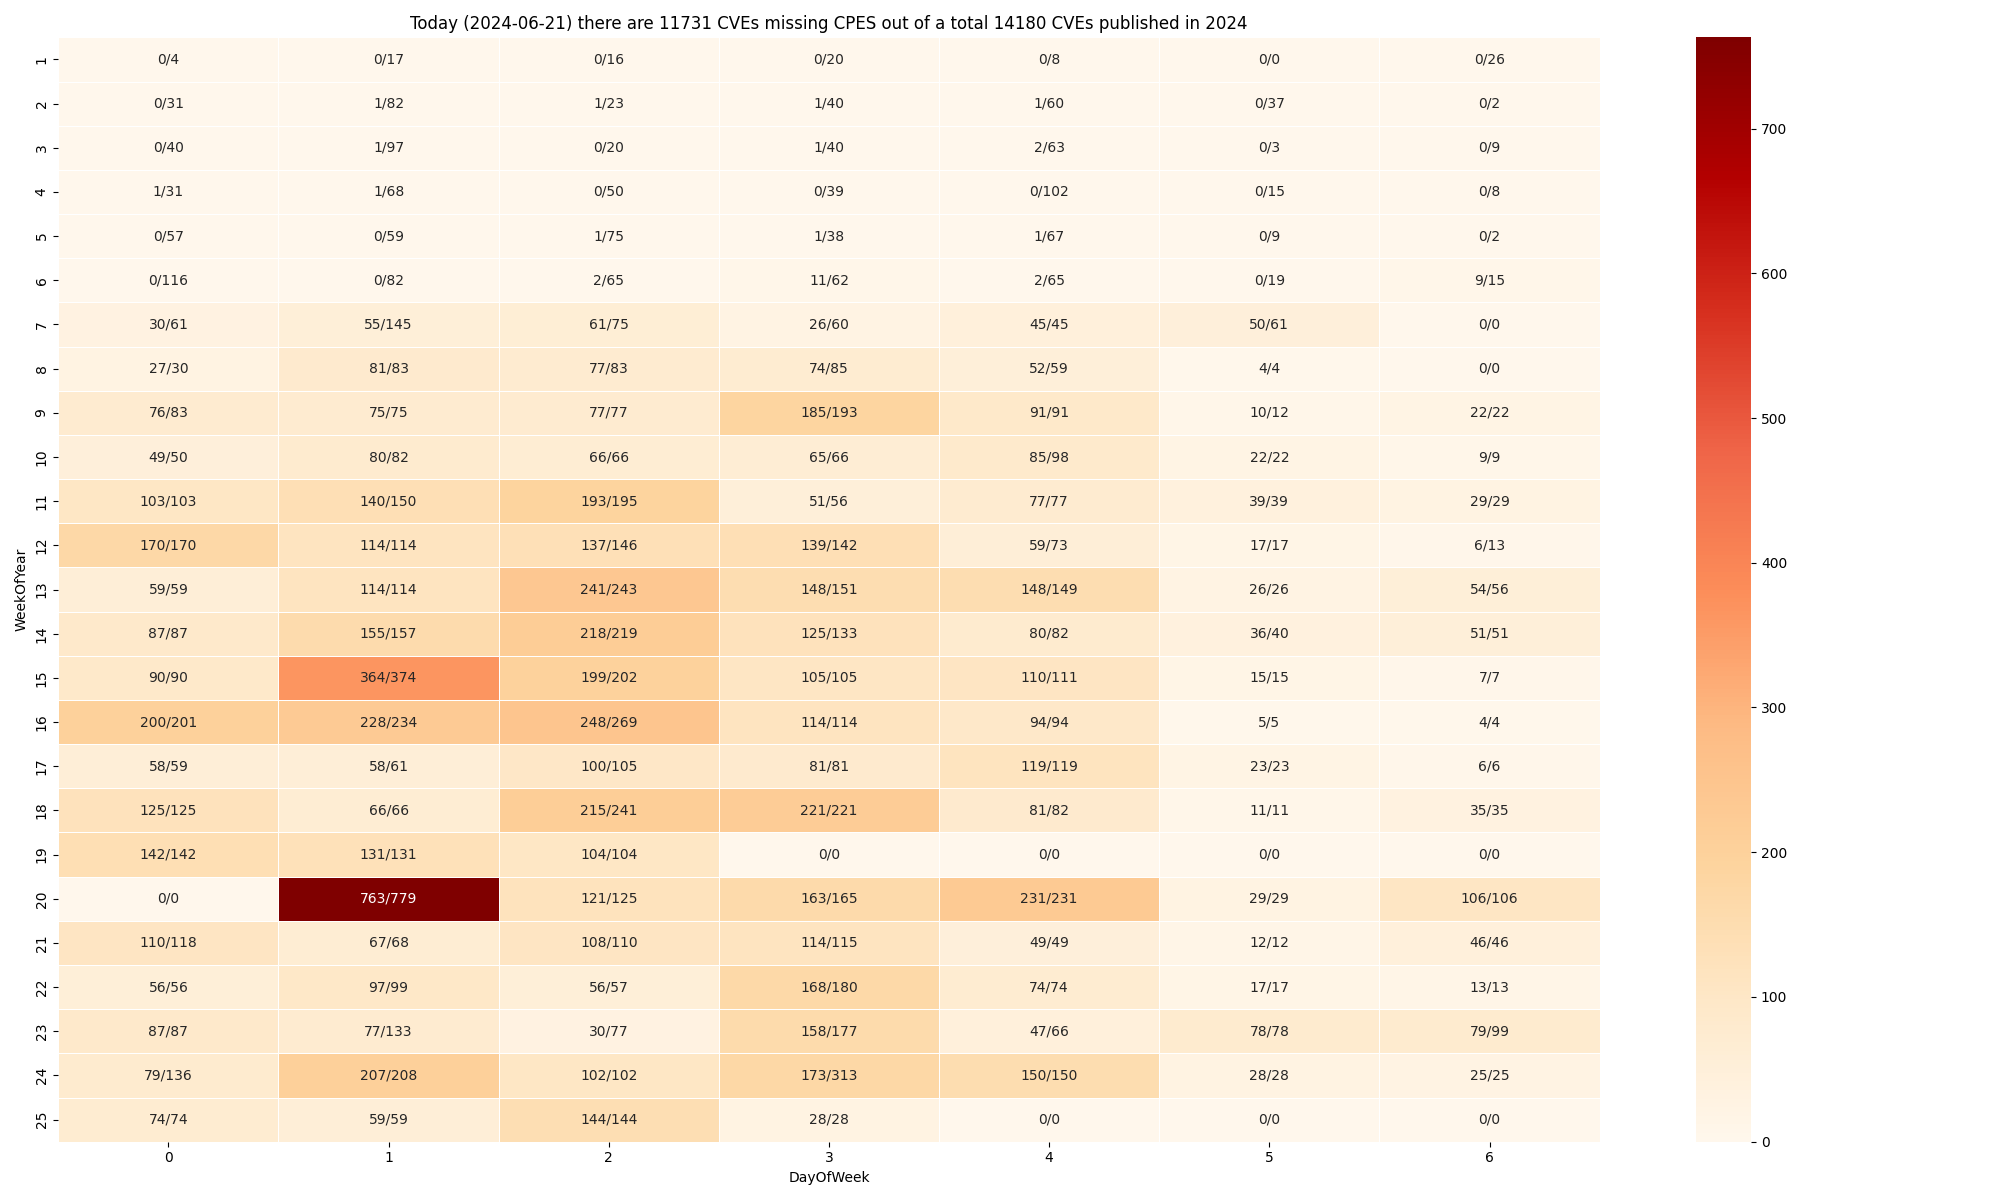 Today (2024-06-21) there are 11731 CVEs missing CPES out of a total 14180 CVEs published in 2024
WeekOfYear
1 0/4 0/17 0/16 0/20 0/8 0/0 0/26
2 0/31 1/82 1/23 1/40 1/60 0/37 0/2
3 0/40 1/97 0/20 1/40 2/63 0/3 0/9
4 1/31 1/68 0/50 0/39 0/102 0/15 0/8
5 0/57 0/59 1/75 1/38 1/67 0/9 0/2
6 0/116 0/82 2/65 11/62 2/65 0/19 9/15
7 30/61 55/145 61/75 26/60 45/45 50/61 0/0
8 27/30 81/83 77/83 74/85 52/59 4/4 0/0
9 76/83 75/75 77/77 185/193 91/91 10/12 22/22
10 49/50 80/82 66/66 65/66 85/98 22/22 9/9
11 103/103 140/150 193/195 51/56 77/77 39/39 29/29
12 170/170 114/114 137/146 139/142 59/73 17/17 6/13
13 59/59 114/114 241/243 148/151 148/149 26/26 54/56
14 87/87 155/157 218/219 125/133 80/82 36/40 51/51
15 90/90 364/374 199/202 105/105 110/111 15/15 7/7
16 200/201 228/234 248/269 114/114 94/94 5/5 4/4
17 58/59 58/61 100/105 81/81 119/119 23/23 6/6
18 125/125 66/66 215/241 221/221 81/82 11/11 35/35
19 142/142 131/131 104/104 0/0 0/0 0/0 0/0
20 0/0 763/779 121/125 163/165 231/231 29/29 106/106
21 110/118 67/68 108/110 114/115 49/49 12/12 46/46
22 56/56 97/99 56/57 168/180 74/74 17/17 13/13
23 87/87 77/133 30/77 158/177 47/66 78/78 79/99
24 79/136 207/208 102/102 173/313 150/150 28/28 25/25
25 74/74 59/59 144/144 28/28 0/0 0/0 0/0
0 1 2 3 4 5 6
DayOfWeek
700
600
500
400
300
200
100
0